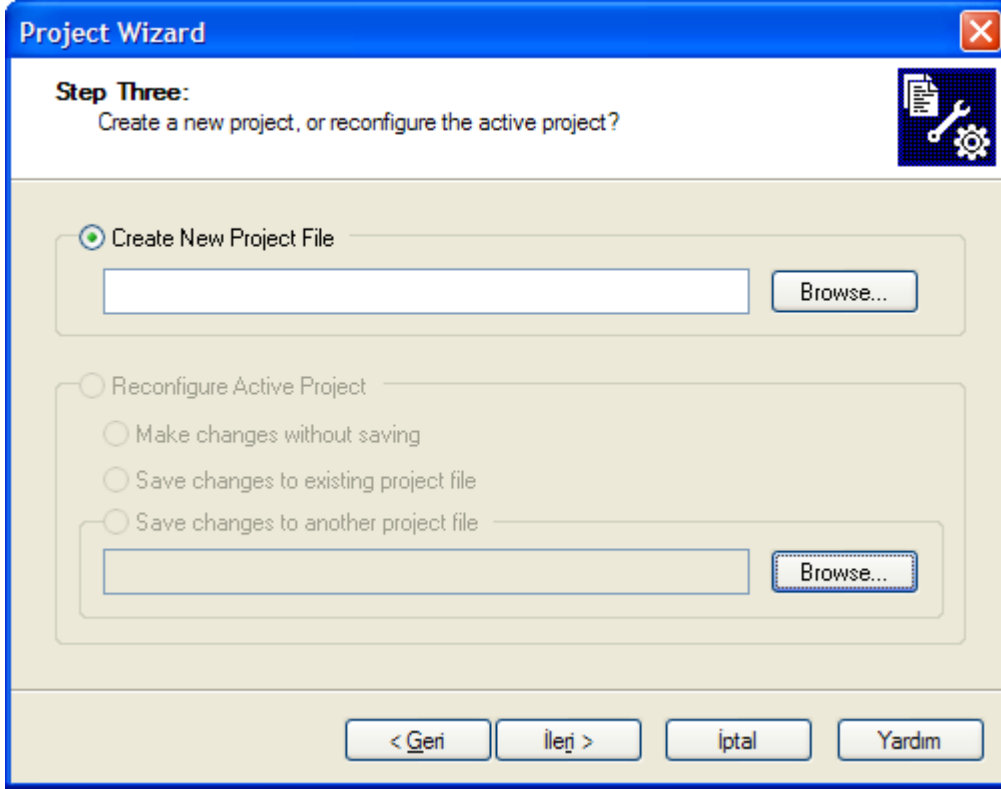 Project Wizard
Step Three:
Create a new project, or reconfigure the active project?
Create New Project File
Browse...
Reconfigure Active Project
Make changes without saving
Save changes to existing project file
Save changes to another project file
Browse...
< Geri İleri > İptal Yardım